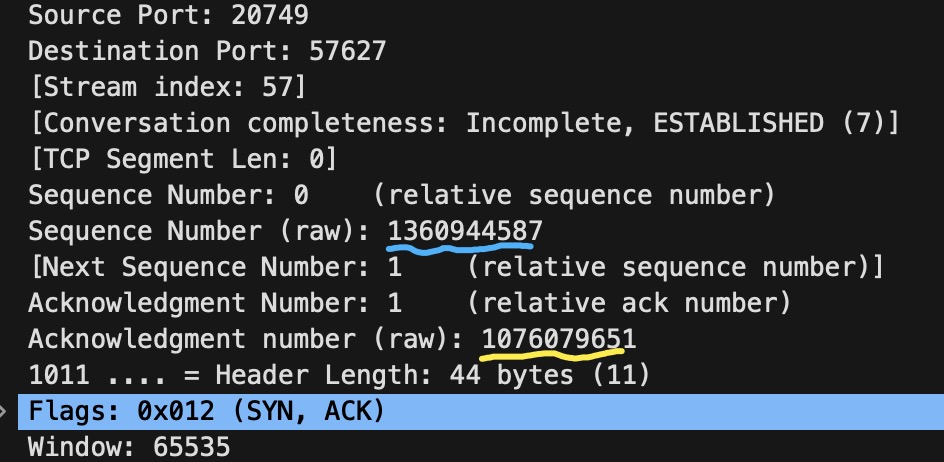 Source Port: 20749
Destination Port: 57627
[Stream index: 57]
[Conversation completeness: Incomplete, ESTABLISHED (7)]
[TCP Segment Len: 0]
Sequence Number: 0    (relative sequence number)
Sequence Number (raw): 1360944587
[Next Sequence Number: 1    (relative sequence number)]
Acknowledgment Number: 1    (relative ack number)
Acknowledgment number (raw): 1076079651
1011 .... = Header Length: 44 bytes (11)
Flags: 0x012 (SYN, ACK)
Window: 65535